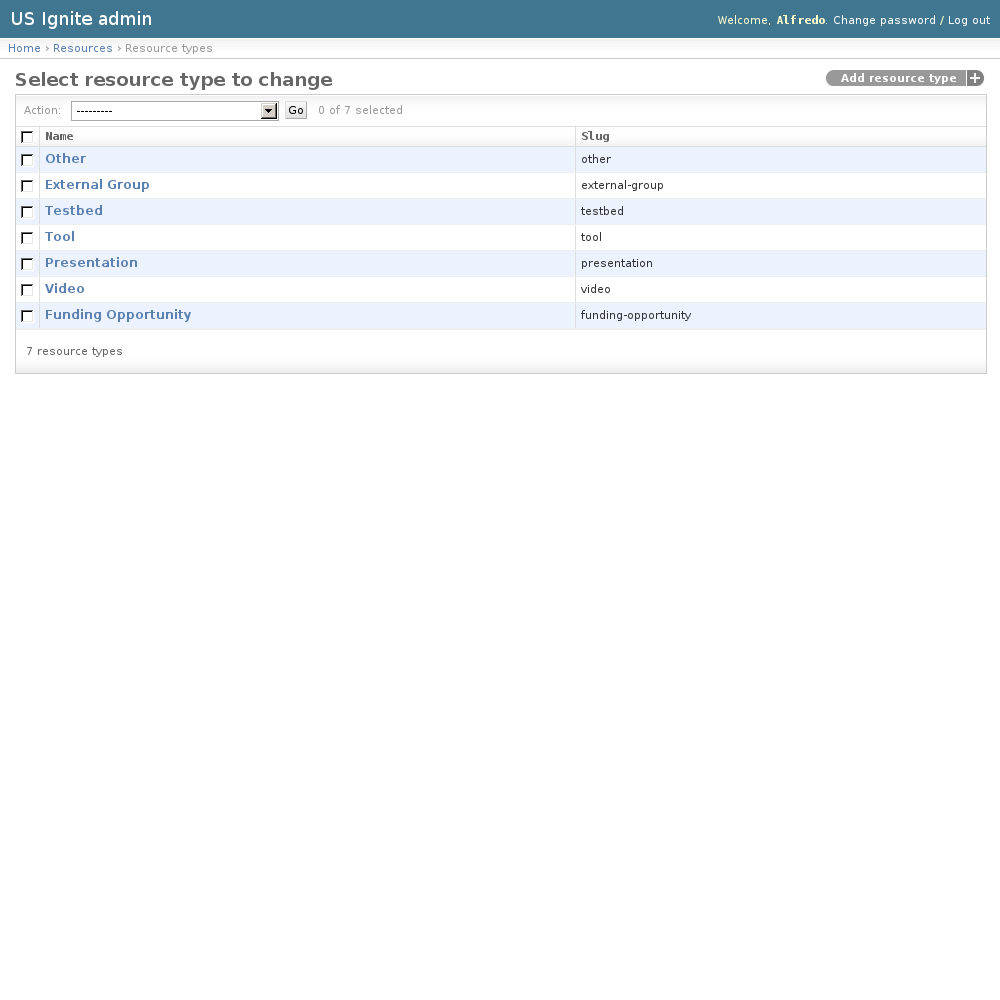 US Ignite admin
Welcome, Alfredo. Change password / Log out
Home › Resources › Resource types
Select resource type to change
Add resource type
Action: --------- Go 0 of 7 selected
Name Slug
Other other
External Group external-group
Testbed testbed
Tool tool
Presentation presentation
Video video
Funding Opportunity funding-opportunity
7 resource types